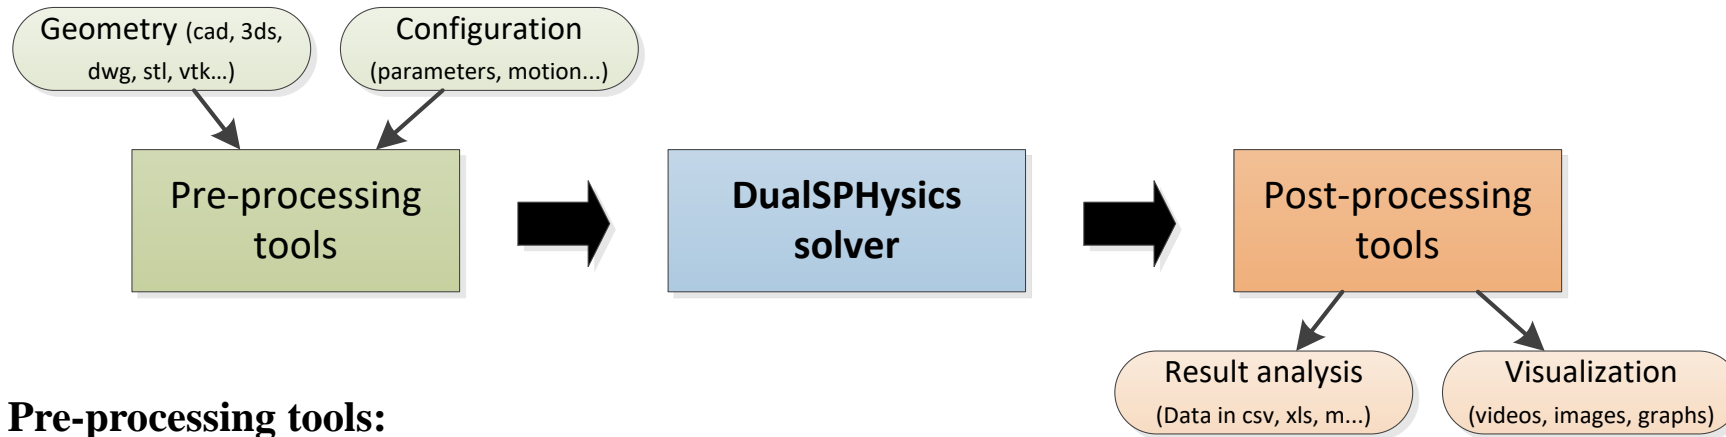 Geometry (cad, 3ds,
dwg, stl, vtk...)
Configuration
(parameters, motion...)
Pre-processing
tools
DualSPHysics
solver
Post-processing
tools
Result analysis
(Data in csv, xls, m...)
Visualization
(videos, images, graphs)
Pre-processing tools: